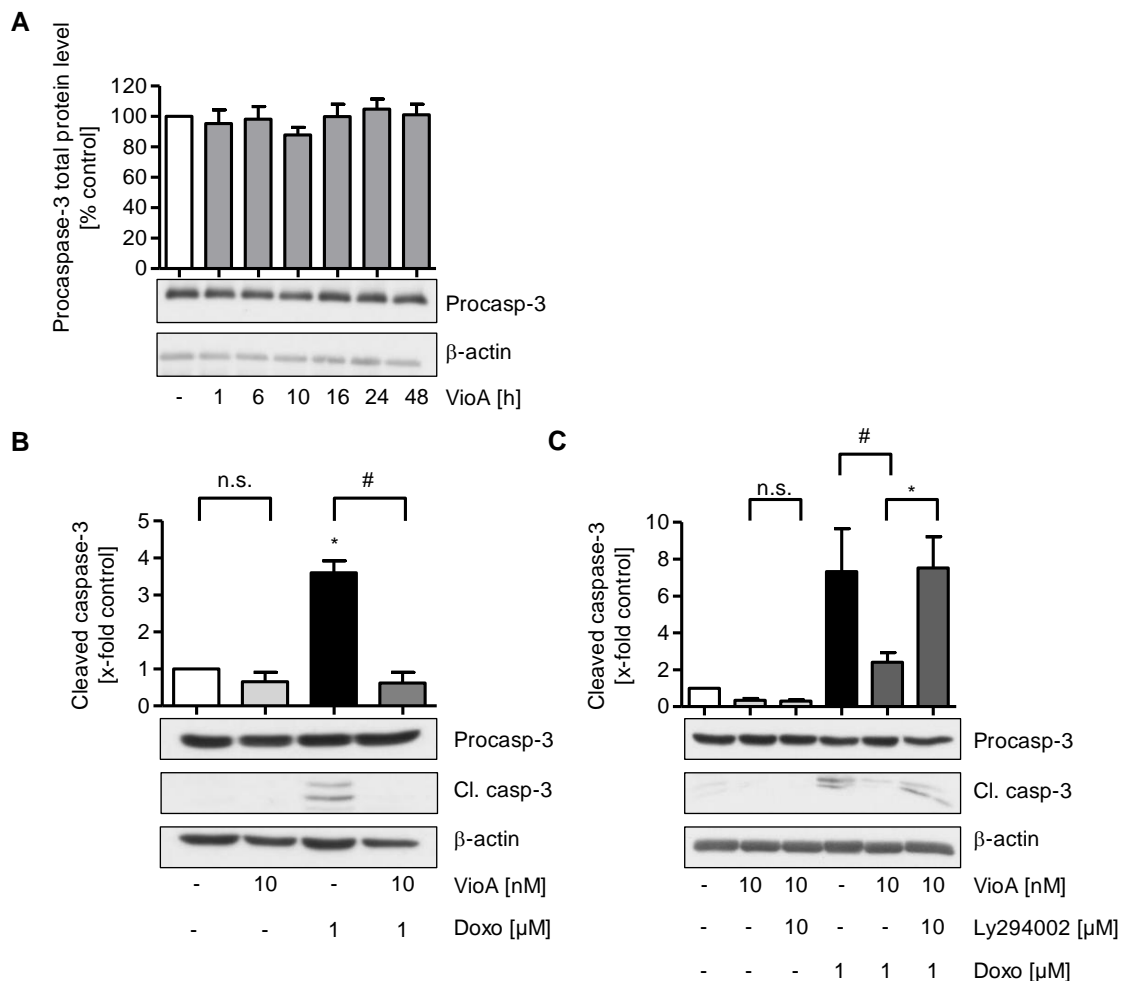 A
Procaspase-3 total protein level
[% control]
120
100
80
60
40
20
0
Procasp-3
β-actin
- 1 6 10 16 24 48 VioA [h]
B
n.s. #
Cleaved caspase-3
[x-fold control]
5
4
3
2
1
0
*
Procasp-3
Cl. casp-3
β-actin
- 10 - 10 VioA [nM]
- - 1 1 Doxo [µM]
C
#
n.s. *
Cleaved caspase-3
[x-fold control]
10
8
6
4
2
0
Procasp-3
Cl. casp-3
β-actin
- 10 10 - 10 10 VioA [nM]
- - 10 - - 10 Ly294002 [µM]
- - - 1 1 1 Doxo [µM]